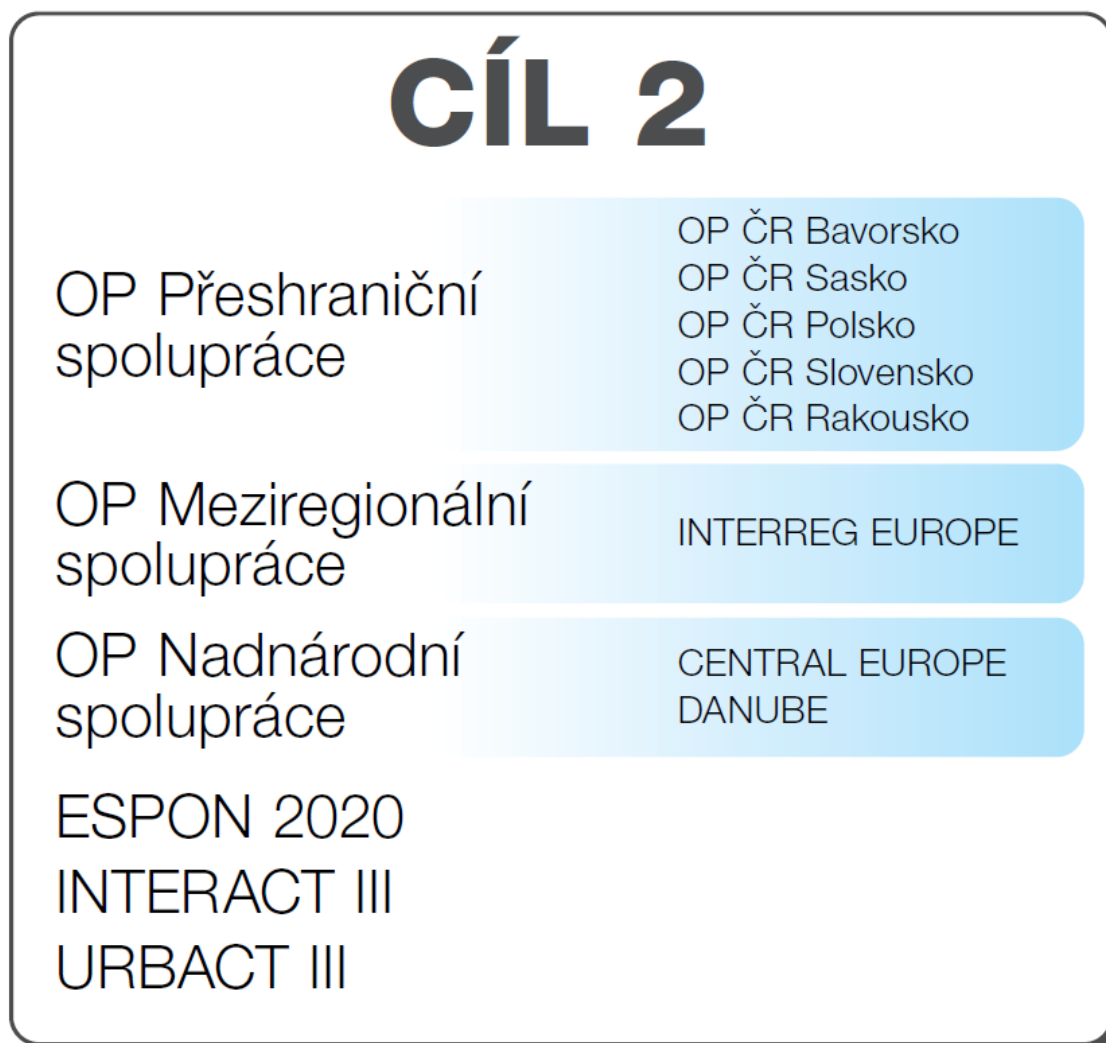 CÍL 2
OP Přeshraniční
spolupráce
OP ČR Bavorsko
OP ČR Sasko
OP ČR Polsko
OP ČR Slovensko
OP ČR Rakousko
OP Meziregionální
spolupráce
INTERREG EUROPE
OP Nadnárodní
spolupráce
CENTRAL EUROPE
DANUBE
ESPON 2020
INTERACT III
URBACT III